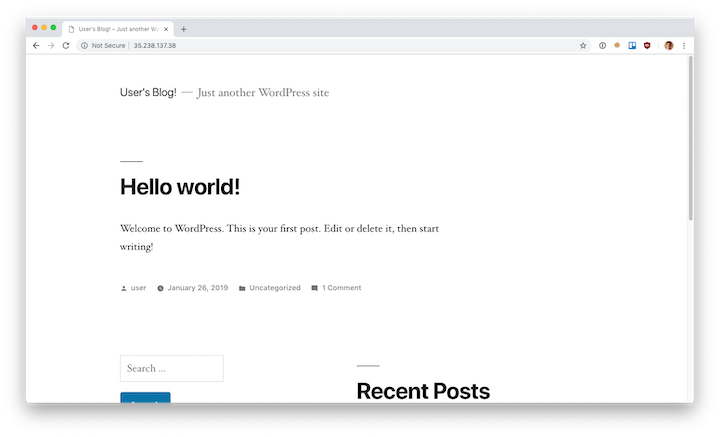 User's Blog! – Just another Wo
Not Secure | 35.238.137.38
User's Blog! — Just another WordPress site
Hello world!
Welcome to WordPress. This is your first post. Edit or delete it, then start
writing!
user January 26, 2019 Uncategorized 1 Comment
Search ...
Recent Posts